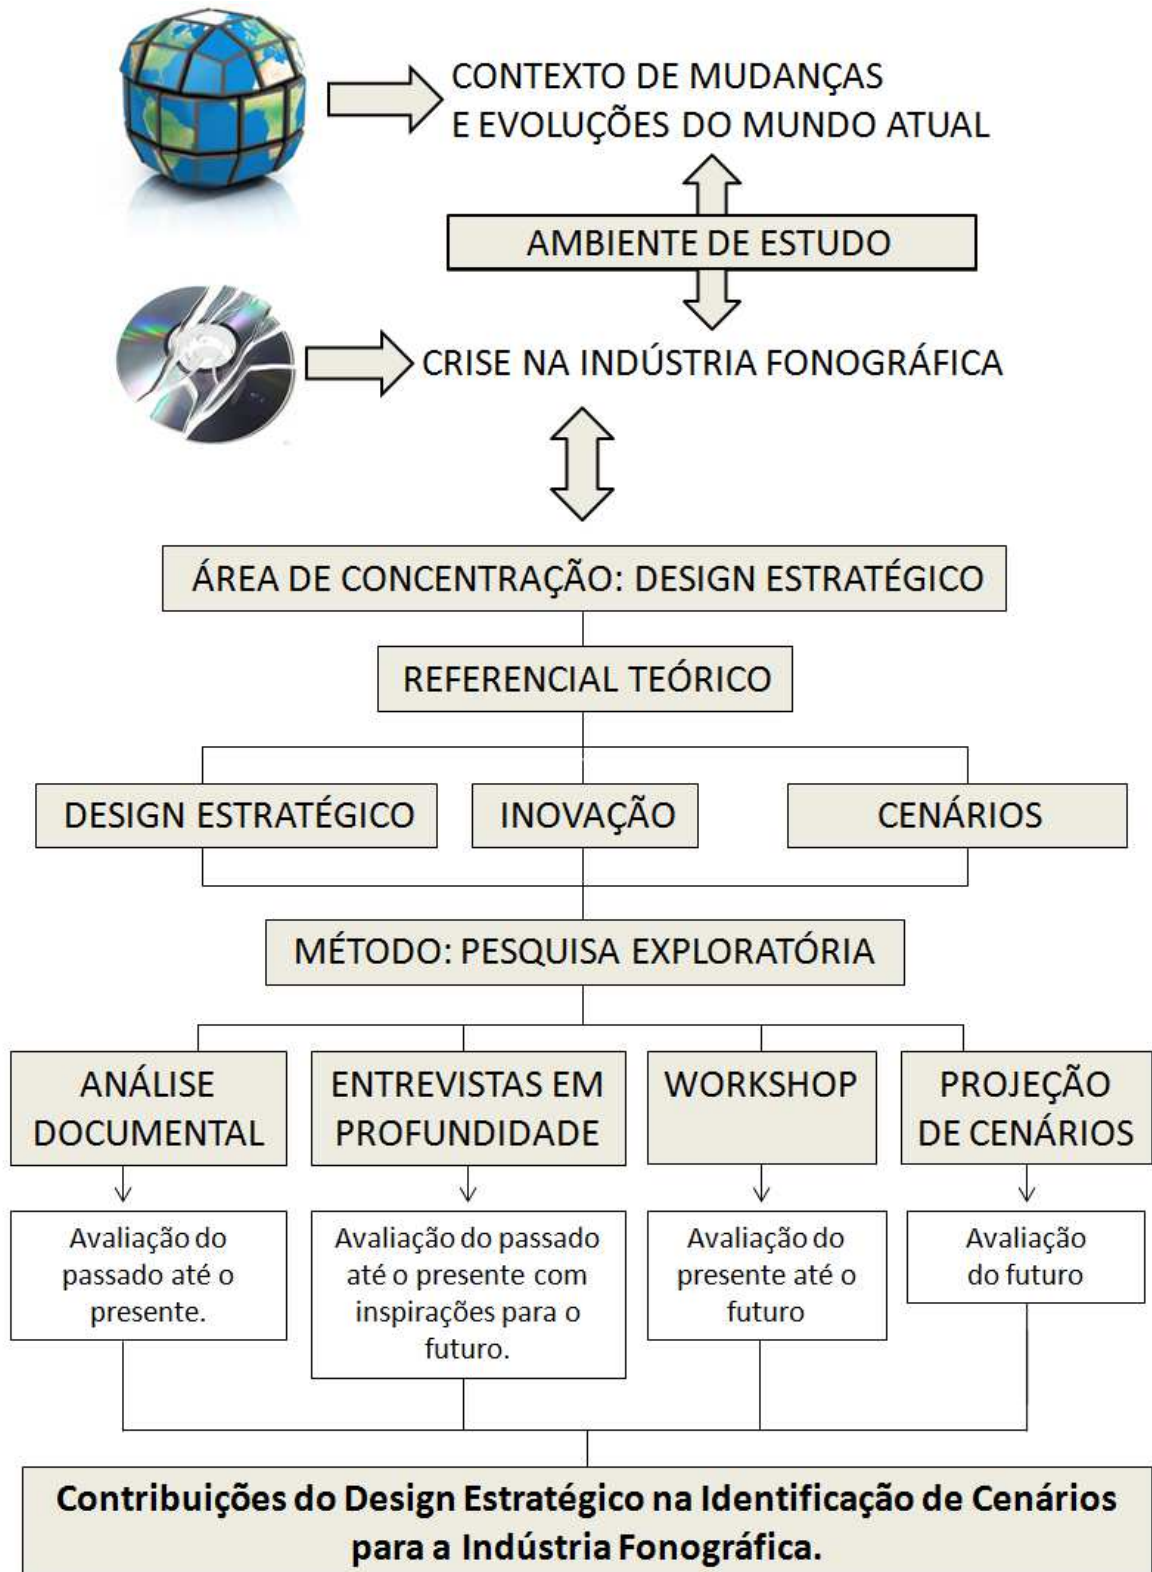 CONTEXTO DE MUDANÇAS
E EVOLUÇÕES DO MUNDO ATUAL
AMBIENTE DE ESTUDO
CRISE NA INDÚSTRIA FONOGRÁFICA
ÁREA DE CONCENTRAÇÃO: DESIGN ESTRATÉGICO
REFERENCIAL TEÓRICO
DESIGN ESTRATÉGICO
INOVAÇÃO
CENÁRIOS
MÉTODO: PESQUISA EXPLORATÓRIA
ANÁLISE
DOCUMENTAL
ENTREVISTAS EM
PROFUNDIDADE
WORKSHOP
PROJEÇÃO
DE CENÁRIOS
Avaliação do
passado até o
presente.
Avaliação do passado
até o presente com
inspirações para o
futuro.
Avaliação do
presente até o
futuro
Avaliação
do futuro
Contribuições do Design Estratégico na Identificação de Cenários
para a Indústria Fonográfica.